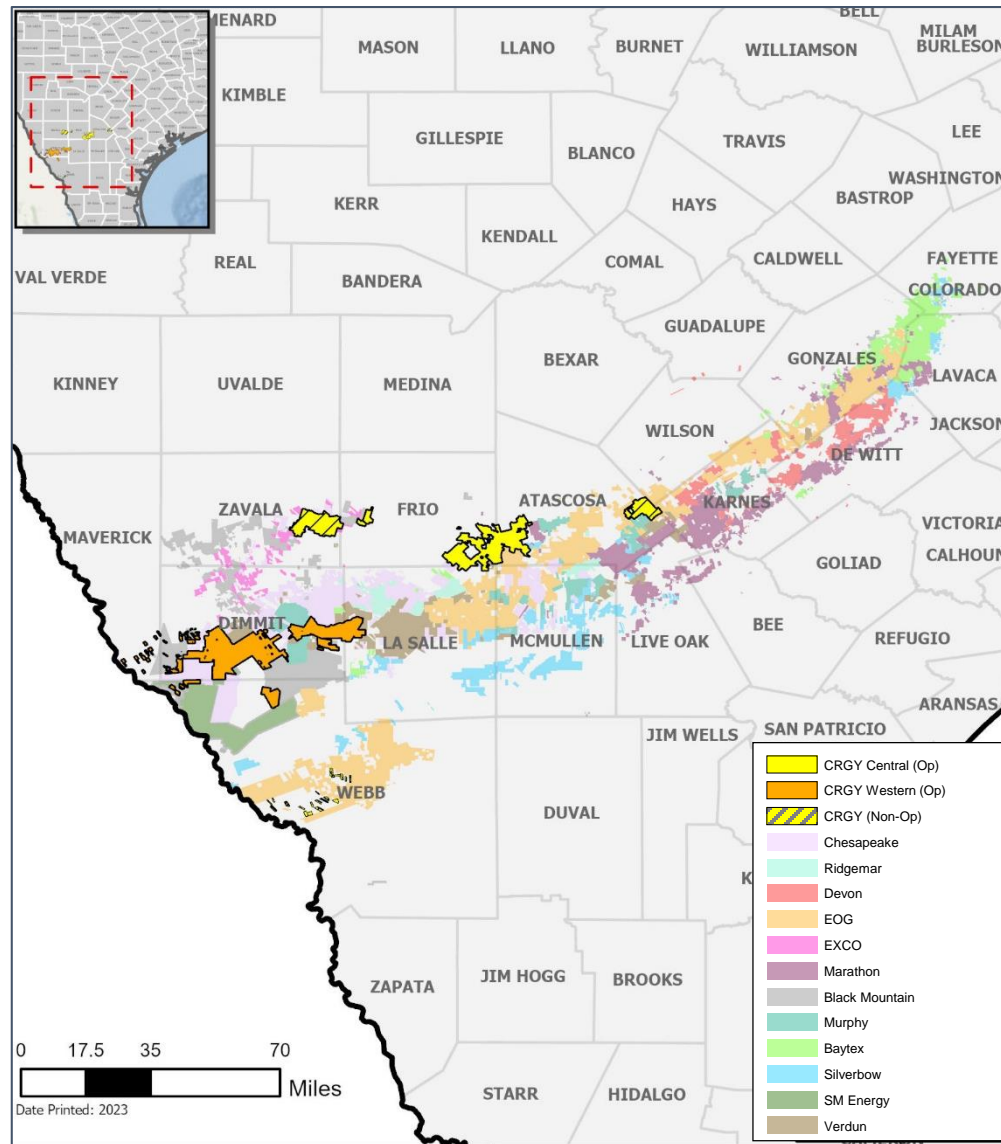 MENARD
MASON
LLANO
BURNET
BELL
WILLIAMSON
MILAM
BURLESON
KIMBLE
GILLESPIE
BLANCO
TRAVIS
LEE
WASHINGTON
BASTROP
KERR
KENDALL
HAYS
VAL VERDE
REAL
BANDERA
COMAL
CALDWELL
FAYETTE
COLORADO
KINNEY
UVALDE
MEDINA
BEXAR
GUADALUPE
GONZALES
LAVACA
JACKSON
WILSON
DE WITT
MAVERICK
ZAVALA
FRIO
ATASCOSA
KARNES
VICTORIA
CALHOUN
GOLIAD
DIMMIT
LA SALLE
MCMULLEN
LIVE OAK
BEE
REFUGIO
ARANSAS
SAN PATRICIO
JIM WELLS
WEBB
DUVAL
K
ZAPATA
JIM HOGG
BROOKS
STARR
HIDALGO
CRGY Central (Op)
CRGY Western (Op)
CRGY (Non-Op)
Chesapeake
Ridgemar
Devon
EOG
EXCO
Marathon
Black Mountain
Murphy
Baytex
Silverbow
SM Energy
Verdun
0 17.5 35 70
Miles
Date Printed: 2023